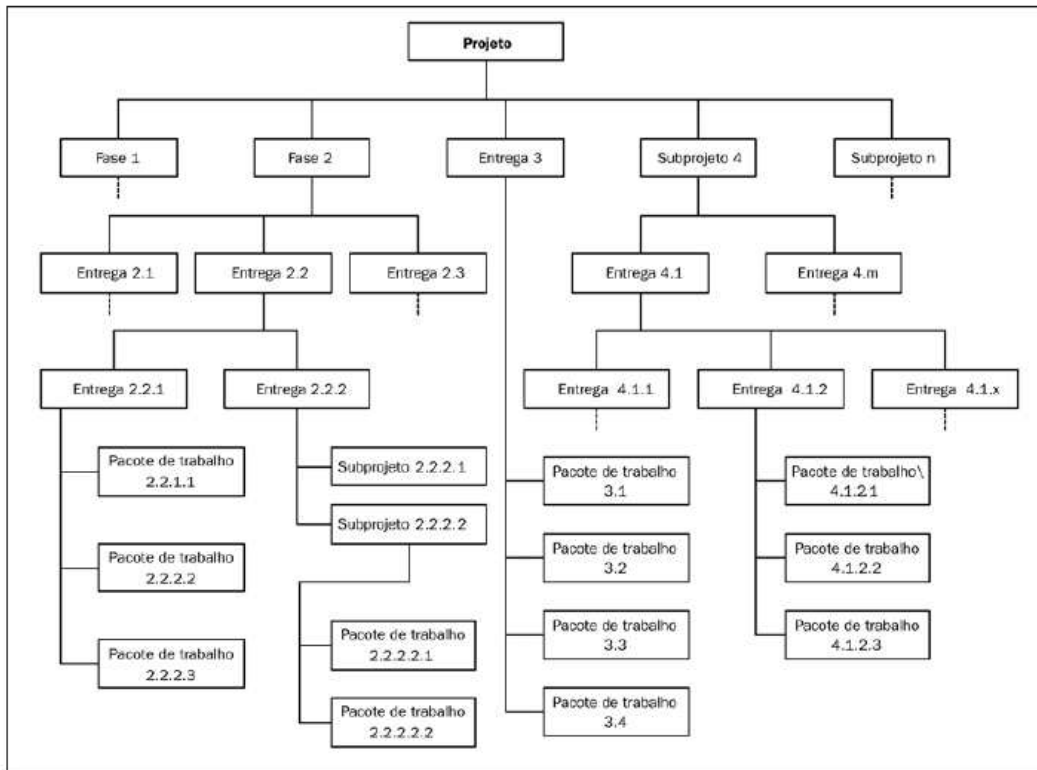 Projeto
Fase 1
Fase 2
Entrega 3
Subprojeto 4
Subprojeto n
Entrega 2.1
Entrega 2.2
Entrega 2.3
Entrega 4.1
Entrega 4.m
Entrega 2.2.1
Entrega 2.2.2
Entrega 4.1.1
Entrega 4.1.2
Entrega 4.1.x
Pacote de trabalho
2.2.1.1
Pacote de trabalho
2.2.2.2
Pacote de trabalho
2.2.2.3
Subprojeto 2.2.2.1
Subprojeto 2.2.2.2
Pacote de trabalho
2.2.2.2.1
Pacote de trabalho
2.2.2.2.2
Pacote de trabalho
3.1
Pacote de trabalho
3.2
Pacote de trabalho
3.3
Pacote de trabalho
3.4
Pacote de trabalho\
4.1.2.1
Pacote de trabalho
4.1.2.2
Pacote de trabalho
4.1.2.3